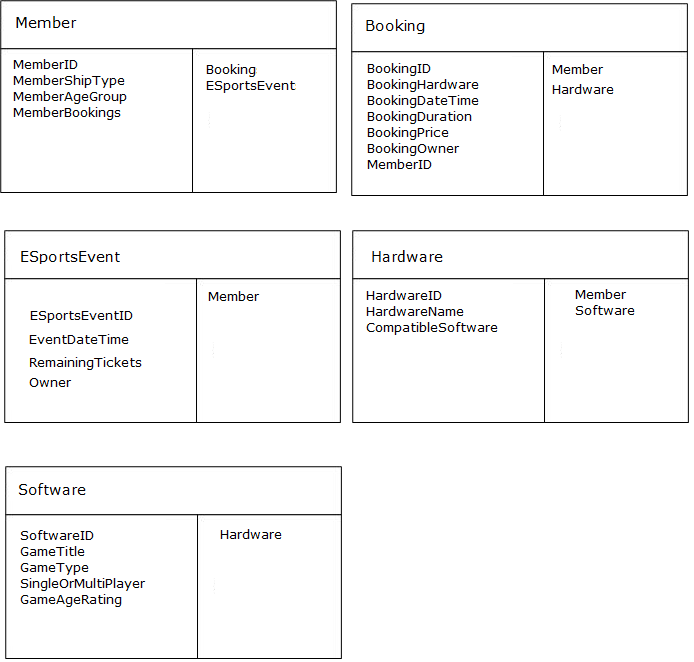 Member
MemberID
MemberShipType
MemberAgeGroup
MemberBookings
Booking
ESportsEvent
Booking
BookingID
BookingHardware
BookingDateTime
BookingDuration
BookingPrice
BookingOwner
MemberID
Member
Hardware
ESportsEvent
ESportsEventID
EventDateTime
RemainingTickets
Owner
Member
Hardware
HardwareID
HardwareName
CompatibleSoftware
Member
Software
Software
SoftwareID
GameTitle
GameType
SingleOrMultiPlayer
GameAgeRating
Hardware